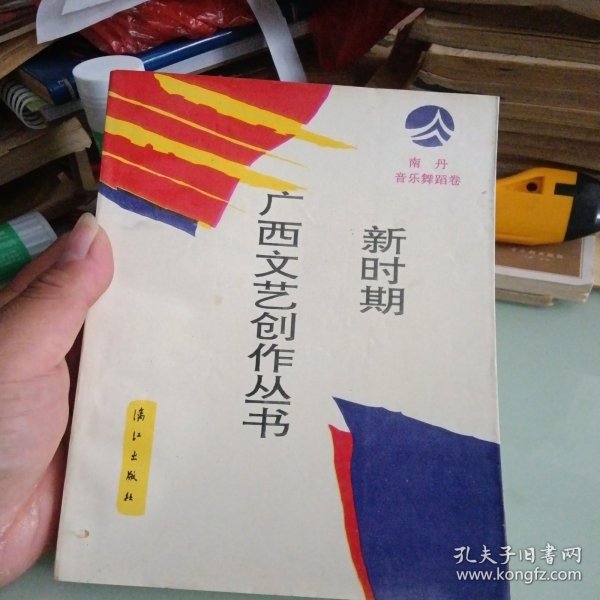 南丹
音乐舞蹈卷
新时期
广西文艺创作丛书
漓江出版社
孔夫子旧书网
www.kongfz.com